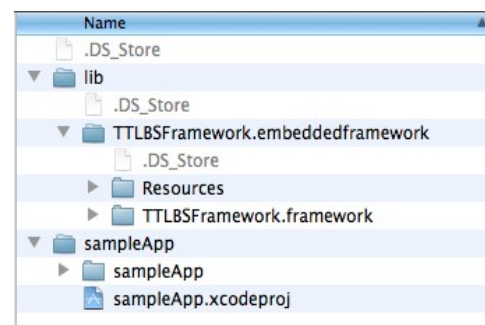 Name
.DS_Store
lib
.DS_Store
TTLBSFramework.embeddedframework
.DS_Store
Resources
TTLBSFramework.framework
sampleApp
sampleApp
sampleApp.xcodeproj